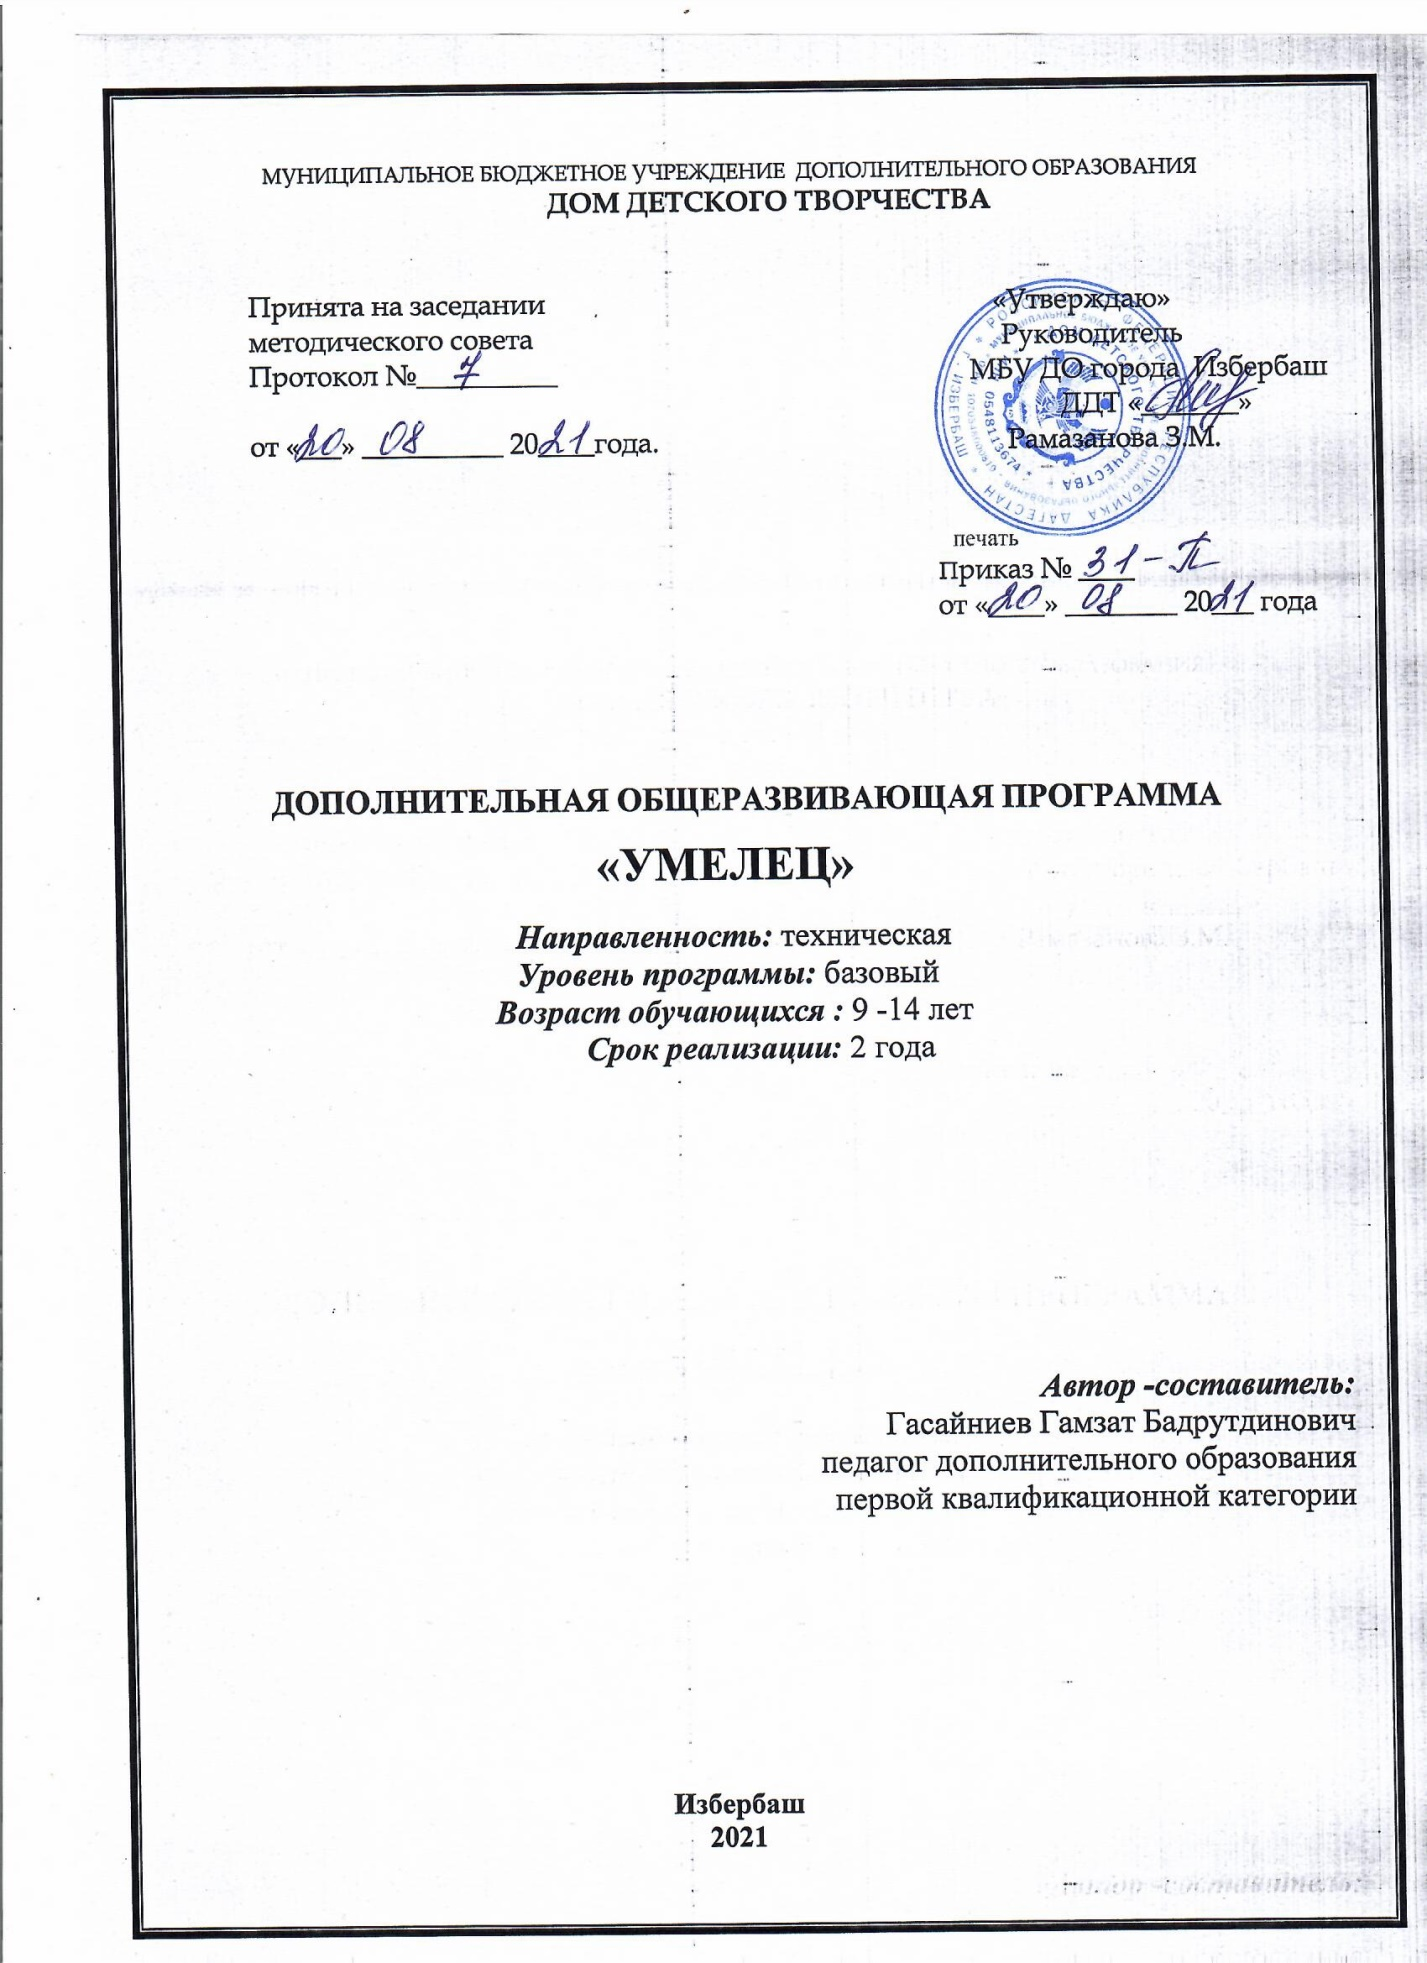 МУНИЦИПАЛЬНОЕ БЮДЖЕТНОЕ УЧРЕЖДЕНИЕ ДОПОЛНИТЕЛЬНОГО ОБРАЗОВАНИЯ
ДОМ ДЕТСКОГО ТВОРЧЕСТВА
Принята на заседании
методического совета
Протокол № 7
от «20» 08 2021 года.
«Утверждаю»
Руководитель
МБУ ДО города Избербаш
ДДТ « »
Рамазанова З.М.
печать
Приказ № 31-П
от «20» 08 2021 года
ДОПОЛНИТЕЛЬНАЯ ОБЩЕРАЗВИВАЮЩАЯ ПРОГРАММА
«УМЕЛЕЦ»
Направленность: техническая
Уровень программы: базовый
Возраст обучающихся : 9 -14 лет
Срок реализации: 2 года
Автор -составитель:
Гасайниев Гамзат Бадрутдинович
педагог дополнительного образования
первой квалификационной категории
Избербаш
2021